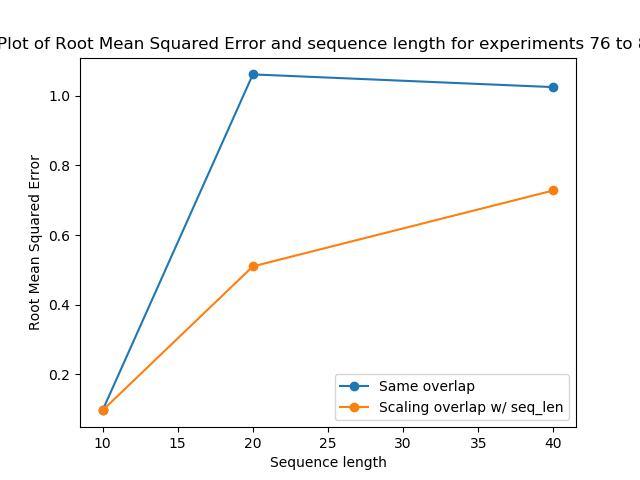 Plot of Root Mean Squared Error and sequence length for experiments 76 to
1.0
0.8
0.6
0.4
0.2
Root Mean Squared Error
10 15 20 25 30 35 40
Sequence length
Same overlap
Scaling overlap w/ seq_len